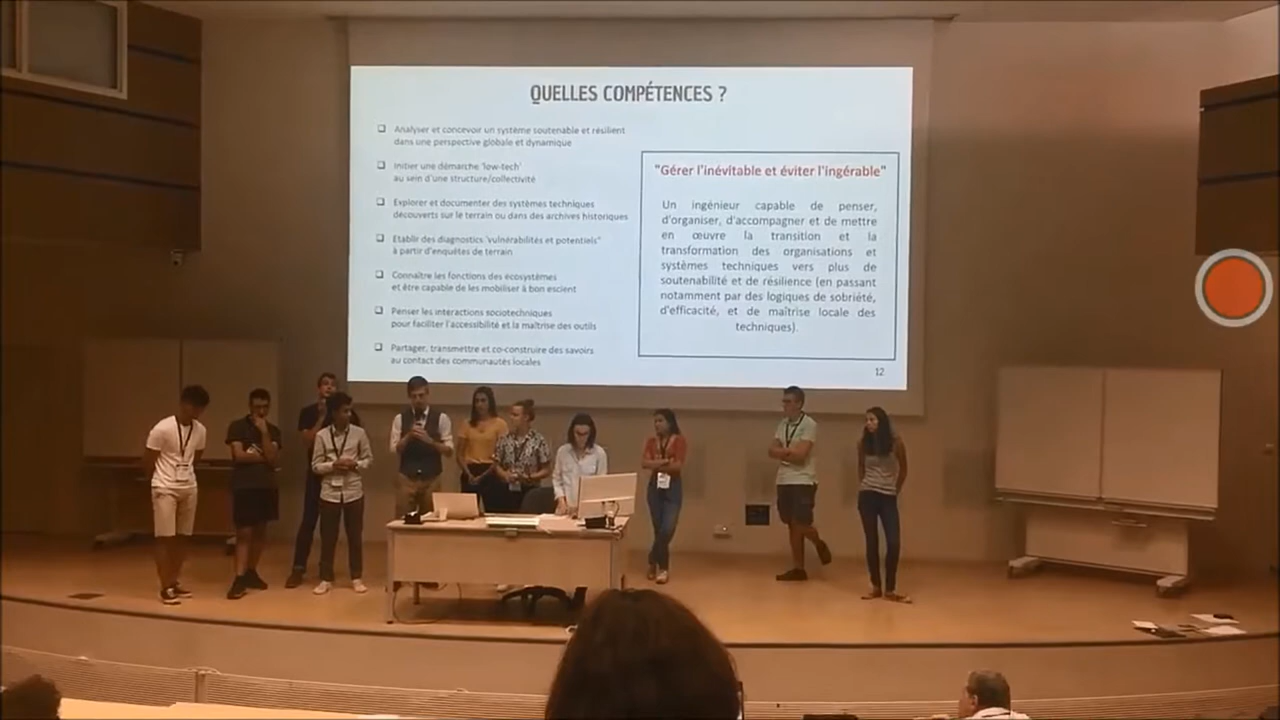 QUELLES COMPÉTENCES ?
Analyser et concevoir un système soutenable et résilient
dans une perspective globale et dynamique
Initier une démarche 'low-tech'
au sein d'une structure/collectivité
Explorer et documenter des systèmes techniques
découverts sur le terrain ou dans des archives historiques
Etablir des diagnostics 'vulnérabilités et potentiels"
à partir d'enquêtes de terrain
Connaître les fonctions des écosystèmes
et être capable de les mobiliser à bon escient
Penser les interactions sociotechniques
pour faciliter l'accessibilité et la maîtrise des outils
Partager, transmettre et co-construire des savoirs
au contact des communautés locales
"Gérer l'inévitable et éviter l'ingérable"
Un ingénieur capable de penser,
d'organiser, d'accompagner et de mettre
en œuvre la transition et la
transformation des organisations et
systèmes techniques vers plus de
soutenabilité et de résilience (en passant
notamment par des logiques de sobriété,
d'efficacité, et de maîtrise locale des
techniques).
12